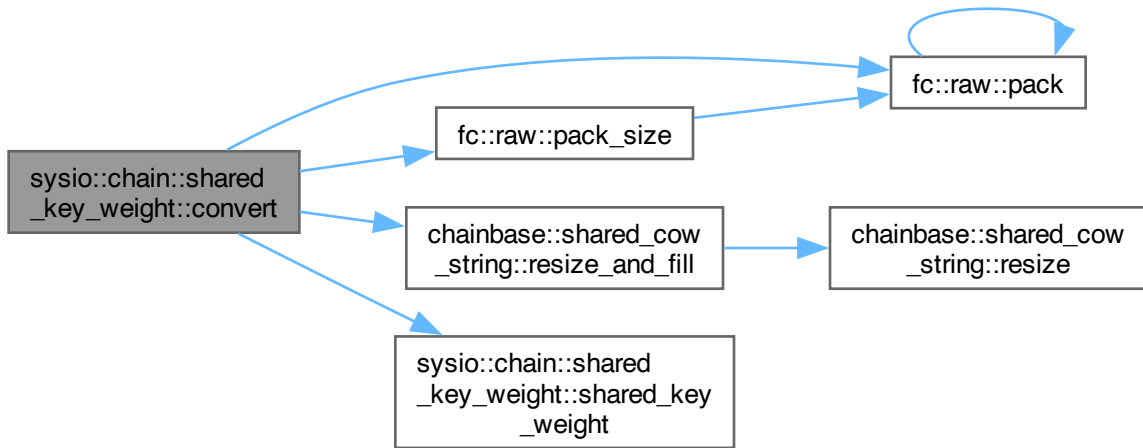 fc::raw::pack
fc::raw::pack_size
sysio::chain::shared
_key_weight::convert
chainbase::shared_cow
_string::resize_and_fill
chainbase::shared_cow
_string::resize
sysio::chain::shared
_key_weight::shared_key
_weight